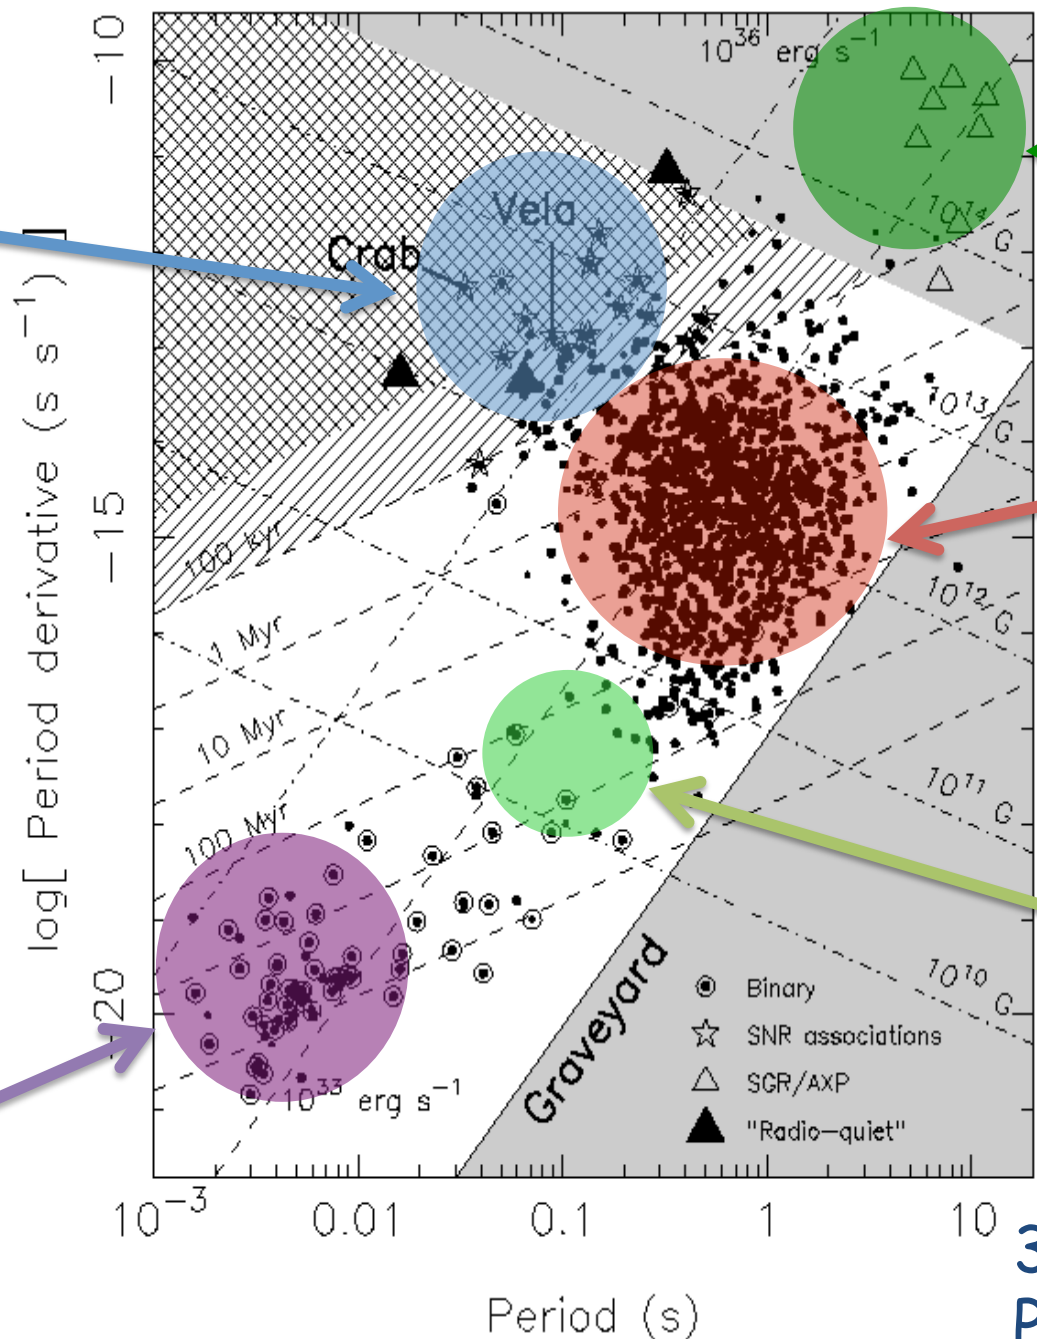 log[ Period derivative (s s⁻¹) ]
−10
−15
−20
10³⁶ erg s⁻¹
Vela
Crab
10¹⁴ G
10¹³ G
100 kyr
10¹² G
1 Myr
10 Myr
10¹¹ G
100 Myr
10¹⁰ G
Graveyard
Binary
SNR associations
SGR/AXP
"Radio−quiet"
10³³ erg s⁻¹
10⁻³
0.01
0.1
1
10
Period (s)
3
P